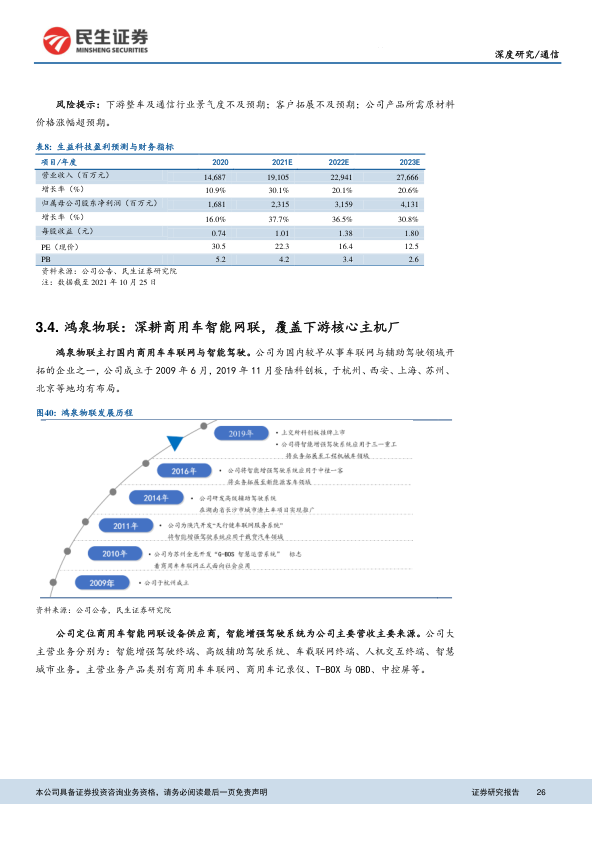 民生证券
MINSHENG SECURITIES
深度研究/通信
风险提示：下游整车及通信行业景气度不及预期；客户拓展不及预期；公司产品所需原材料
价格涨幅超预期。
表8：生益科技盈利预测与财务指标
项目/年度 2020 2021E 2022E 2023E
营业收入（百万元） 14,687 19,105 22,941 27,666
增长率（%） 10.9% 30.1% 20.1% 20.6%
归属母公司股东净利润（百万元） 1,681 2,315 3,159 4,131
增长率（%） 16.0% 37.7% 36.5% 30.8%
每股收益（元） 0.74 1.01 1.38 1.80
PE（现价） 30.5 22.3 16.4 12.5
PB 5.2 4.2 3.4 2.6
资料来源：公司公告、民生证券研究院
注：数据截至 2021 年 10 月 25 日
3.4. 鸿泉物联：深耕商用车智能网联，覆盖下游核心主机厂
鸿泉物联主打国内商用车车联网与智能驾驶。公司为国内较早从事车联网与辅助驾驶领域开
拓的企业之一，公司成立于 2009 年 6 月，2019 年 11 月登陆科创板，于杭州、西安、上海、苏州、
北京等地均有布局。
图40：鸿泉物联发展历程
2019年 • 上交所科创板挂牌上市
• 公司将智能增强驾驶系统应用于三一重工
将业务拓展至工程机械车领域
2016年 • 公司将智能增强驾驶系统应用于中植一客
将业务拓展至新能源客车领域
2014年 • 公司研发高级辅助驾驶系统
在湖南省长沙市城市渣土车项目实现推广
2011年 • 公司为陕汽开发“天行健车联网服务系统”
将智能增强驾驶系统应用于载货汽车领域
2010年 • 公司为苏州金龙开发“G-BOS 智慧运营系统” 标志
着商用车车联网正式面向社会应用
2009年 • 公司于杭州成立
资料来源：公司公告，民生证券研究院
公司定位商用车智能网联设备供应商，智能增强驾驶系统为公司主要营收主要来源。公司大
主营业务分别为：智能增强驾驶终端、高级辅助驾驶系统、车载联网终端、人机交互终端、智慧
城市业务。主营业务产品类别有商用车车联网、商用车记录仪、T-BOX 与 OBD、中控屏等。
本公司具备证券投资咨询业务资格，请务必阅读最后一页免责声明 证券研究报告 26